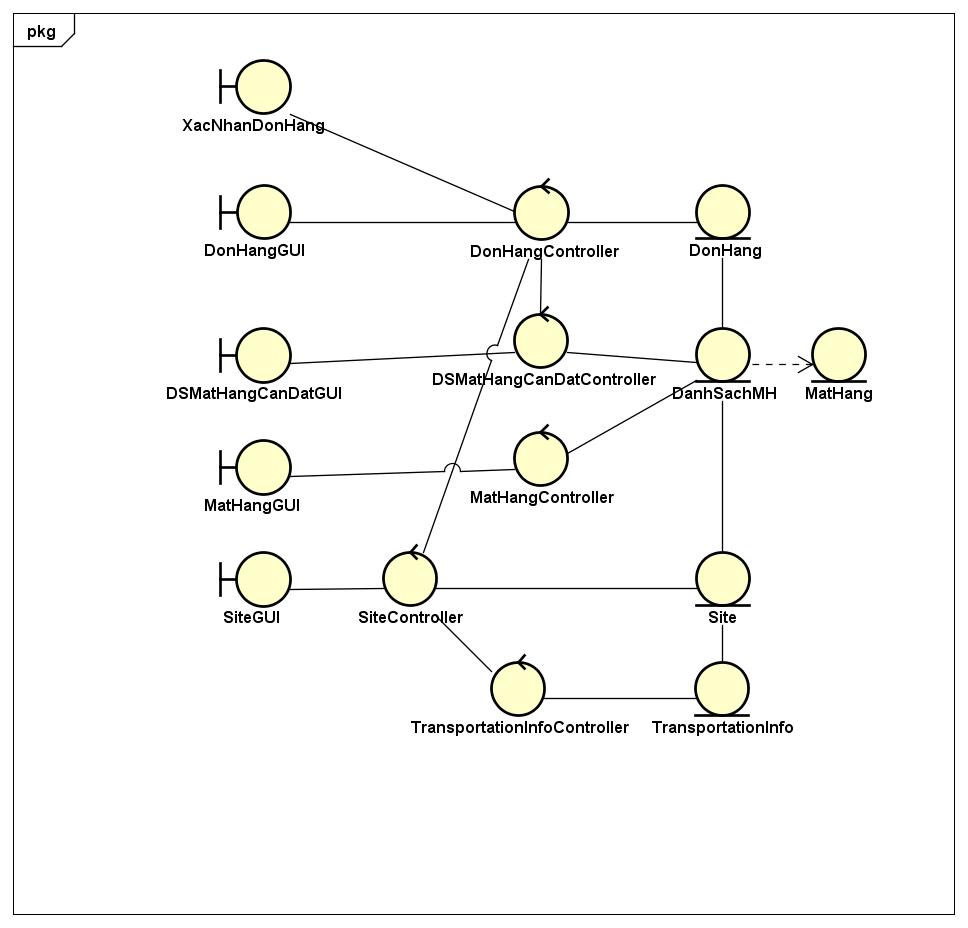 pkg
XacNhanDonHang
DonHangGUI
DonHangController
DonHang
DSMatHangCanDatGUI
DSMatHangCanDatController
DanhSachMH
MatHang
MatHangGUI
MatHangController
SiteGUI
SiteController
Site
TransportationInfoController
TransportationInfo